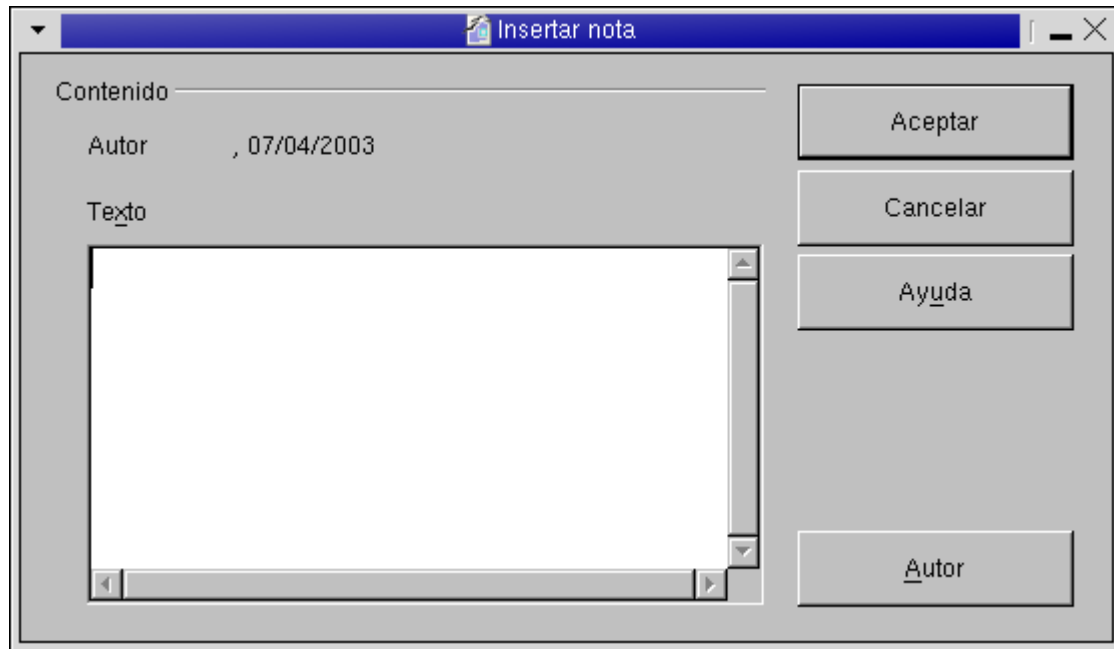 Insertar nota
Contenido
Autor , 07/04/2003
Texto
Aceptar
Cancelar
Ayuda
Autor